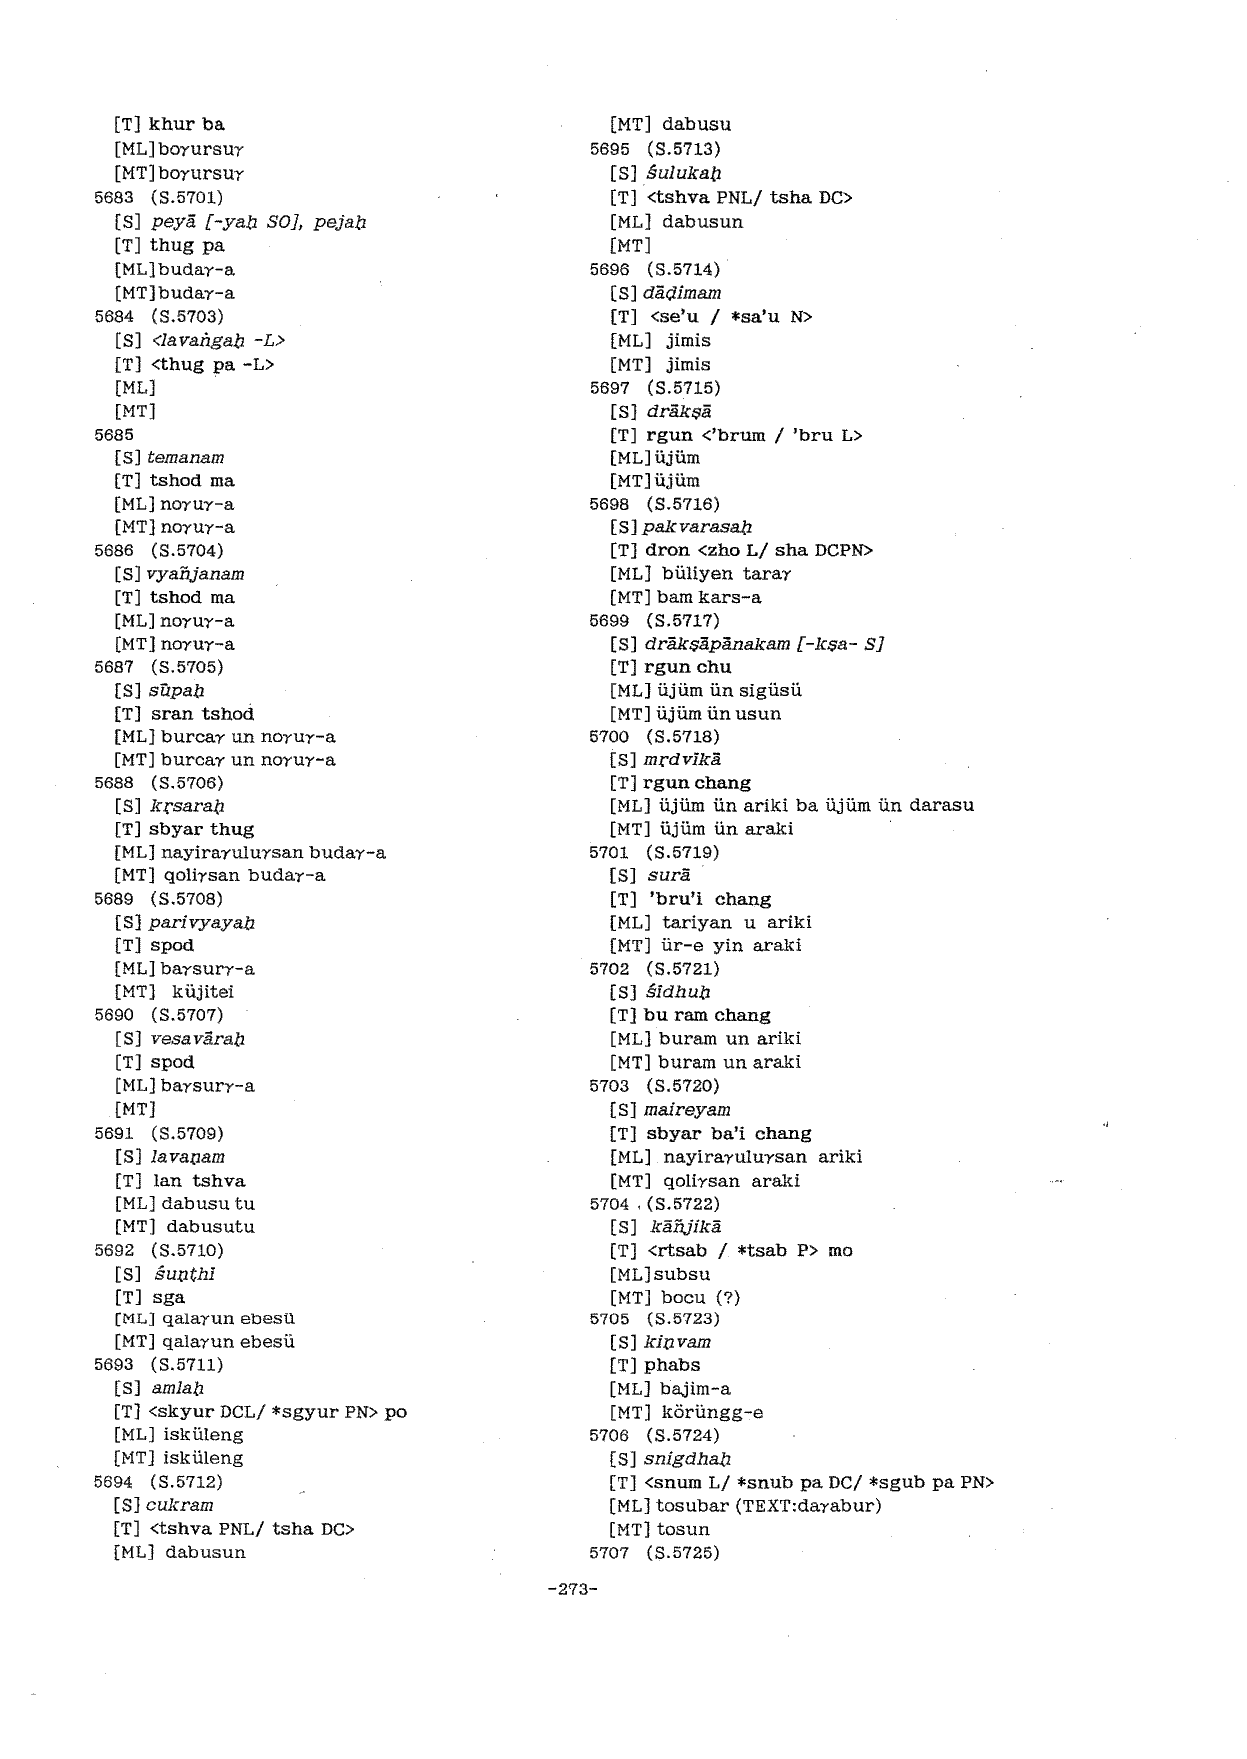 [T] khur ba
[ML]boγursuγ
[MT]boγursuγ
5683 (S.5701)
[S] peyā [-yaḥ SO], pejaḥ
[T] thug pa
[ML]budaγ-a
[MT]budaγ-a
5684 (S.5703)
[S] <lavaṅgaḥ -L>
[T] <thug pa -L>
[ML]
[MT]
5685
[S] temanam
[T] tshod ma
[ML] noγuγ-a
[MT] noγuγ-a
5686 (S.5704)
[S] vyañjanam
[T] tshod ma
[ML] noγuγ-a
[MT] noγuγ-a
5687 (S.5705)
[S] sūpaḥ
[T] sran tshod
[ML] burcaγ un noγuγ-a
[MT] burcaγ un noγuγ-a
5688 (S.5706)
[S] kṛsaraḥ
[T] sbyar thug
[ML] nayiraγuluγsan budaγ-a
[MT] qoliγsan budaγ-a
5689 (S.5708)
[S] parivyayaḥ
[T] spod
[ML] baγsurγ-a
[MT] küjitei
5690 (S.5707)
[S] vesavāraḥ
[T] spod
[ML] baγsurγ-a
[MT]
5691 (S.5709)
[S] lavaṇam
[T] lan tshva
[ML] dabusu tu
[MT] dabusutu
5692 (S.5710)
[S] śuṇthī
[T] sga
[ML] qalaγun ebesü
[MT] qalaγun ebesü
5693 (S.5711)
[S] amlaḥ
[T] <skyur DCL/ *sgyur PN> po
[ML] isküleng
[MT] isküleng
5694 (S.5712)
[S] cukram
[T] <tshva PNL/ tsha DC>
[ML] dabusun
[MT] dabusu
5695 (S.5713)
[S] śulukaḥ
[T] <tshva PNL/ tsha DC>
[ML] dabusun
[MT]
5696 (S.5714)
[S] dāḍimam
[T] <se'u / *sa'u N>
[ML] jimis
[MT] jimis
5697 (S.5715)
[S] drākṣā
[T] rgun <'brum / 'bru L>
[ML] üjüm
[MT] üjüm
5698 (S.5716)
[S] pakvarasaḥ
[T] dron <zho L/ sha DCPN>
[ML] büliyen taraγ
[MT] bam kars-a
5699 (S.5717)
[S] drākṣāpānakam [-kṣa- S]
[T] rgun chu
[ML] üjüm ün sigüsü
[MT] üjüm ün usun
5700 (S.5718)
[S] mṛdvīkā
[T] rgun chang
[ML] üjüm ün ariki ba üjüm ün darasu
[MT] üjüm ün araki
5701 (S.5719)
[S] surā
[T] 'bru'i chang
[ML] tariyan u ariki
[MT] ür-e yin araki
5702 (S.5721)
[S] śīdhuḥ
[T] bu ram chang
[ML] buram un ariki
[MT] buram un araki
5703 (S.5720)
[S] maireyam
[T] sbyar ba'i chang
[ML] nayiraγuluγsan ariki
[MT] qoliγsan araki
5704 (S.5722)
[S] kāñjikā
[T] <rtsab / *tsab P> mo
[ML]subsu
[MT] bocu (?)
5705 (S.5723)
[S] kiṇvam
[T] phabs
[ML] bajim-a
[MT] körüngg-e
5706 (S.5724)
[S] snigdhaḥ
[T] <snum L/ *snub pa DC/ *sgub pa PN>
[ML] tosubar (TEXT:daγabur)
[MT] tosun
5707 (S.5725)
-273-